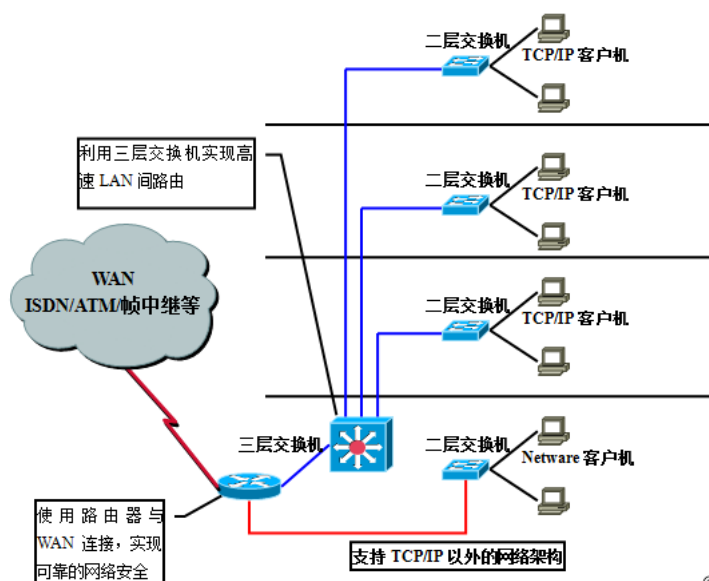 二层交换机
TCP/IP 客户机
利用三层交换机实现高
速 LAN 间路由
二层交换机
TCP/IP 客户机
WAN
ISDN/ATM/帧中继等
二层交换机
TCP/IP 客户机
三层交换机
二层交换机
Netware 客户机
使用路由器与
WAN 连接，实现
可靠的网络安全
支持 TCP/IP 以外的网络架构